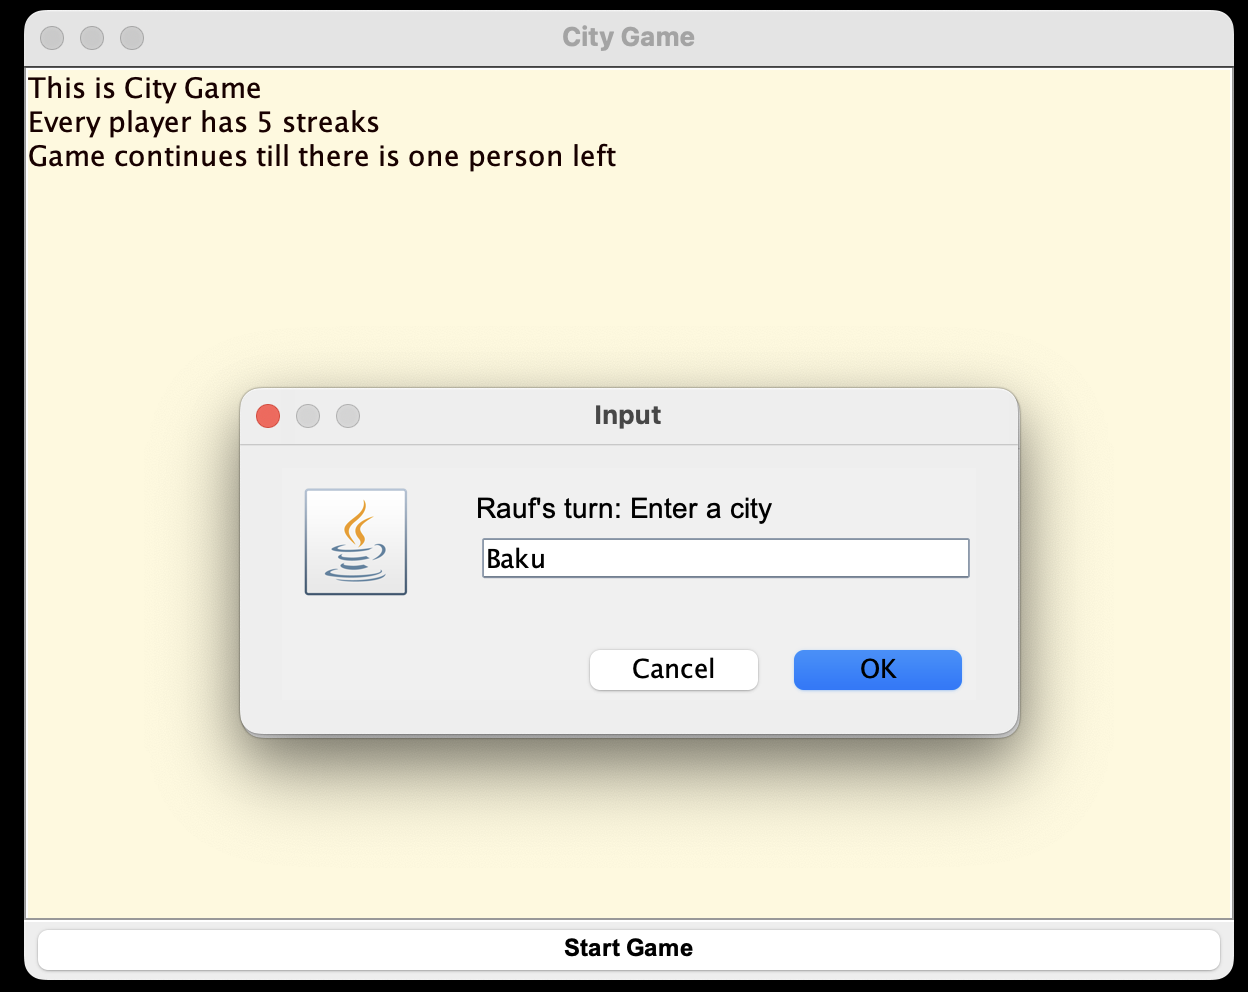 City Game
This is City Game
Every player has 5 streaks
Game continues till there is one person left
Input
Rauf's turn: Enter a city
Baku
Cancel
OK
Start Game